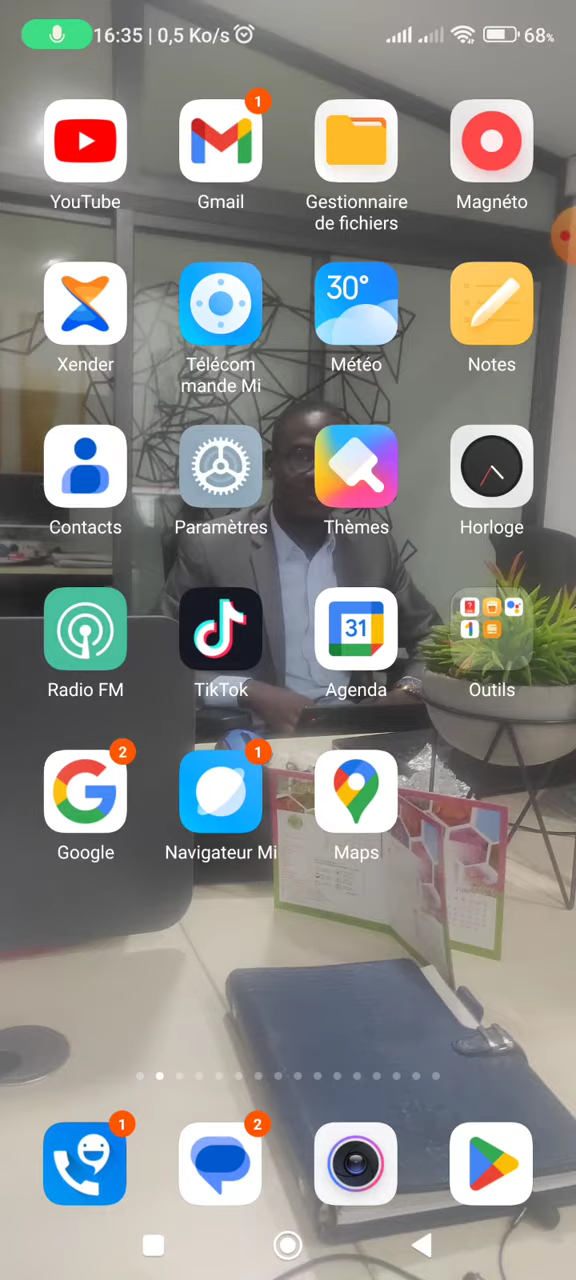 16:35 | 0,5 Ko/s
68%
1
YouTube
Gmail
Gestionnaire
de fichiers
Magnéto
30°
Xender
Télécom
mande Mi
Météo
Notes
Contacts
Paramètres
Thèmes
Horloge
31
Radio FM
TikTok
Agenda
Outils
2
1
Google
Navigateur Mi
Maps
1
2